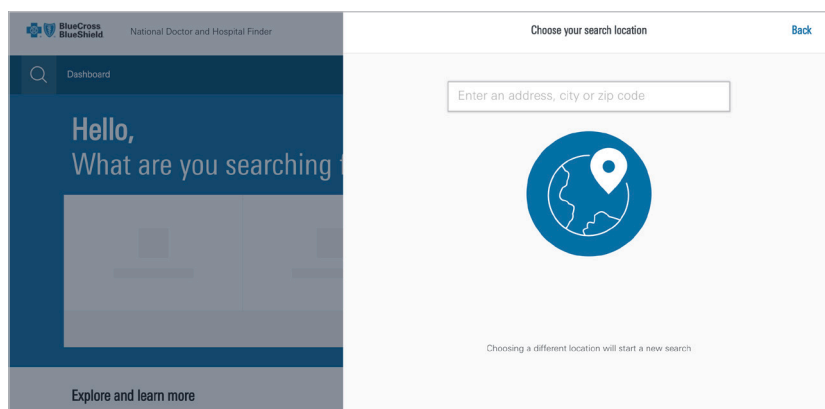 BlueCross
BlueShield
National Doctor and Hospital Finder
Dashboard
Hello,
What are you searching
Explore and learn more
Choose your search location
Back
Enter an address, city or zip code
Choosing a different location will start a new search